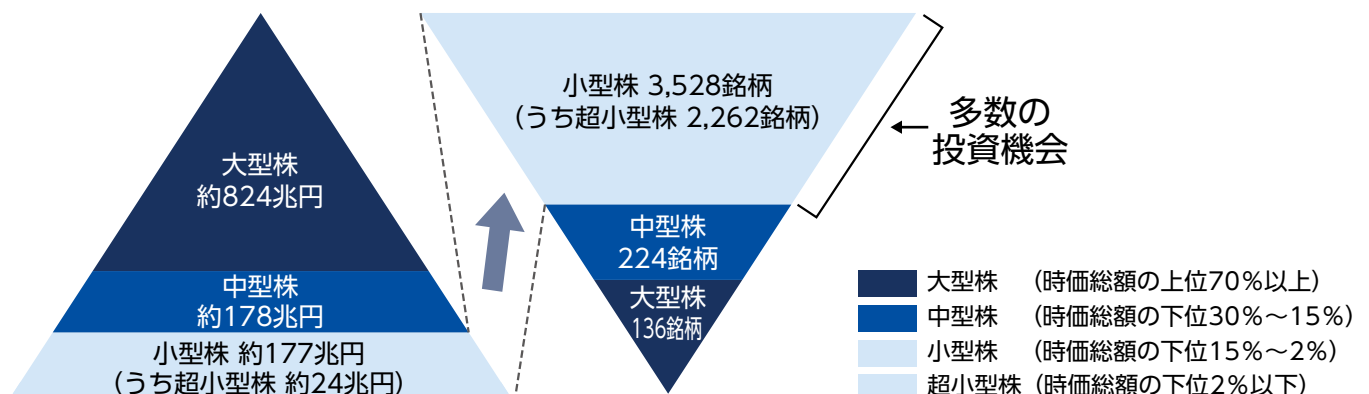 大型株
約824兆円
中型株
約178兆円
小型株 約177兆円
（うち超小型株 約24兆円）
小型株 3,528銘柄
（うち超小型株 2,262銘柄）
中型株
224銘柄
大型株
136銘柄
多数の
投資機会
大型株 （時価総額の上位70％以上）
中型株 （時価総額の下位30％～15％）
小型株 （時価総額の下位15％～2％）
超小型株（時価総額の下位2％以下）